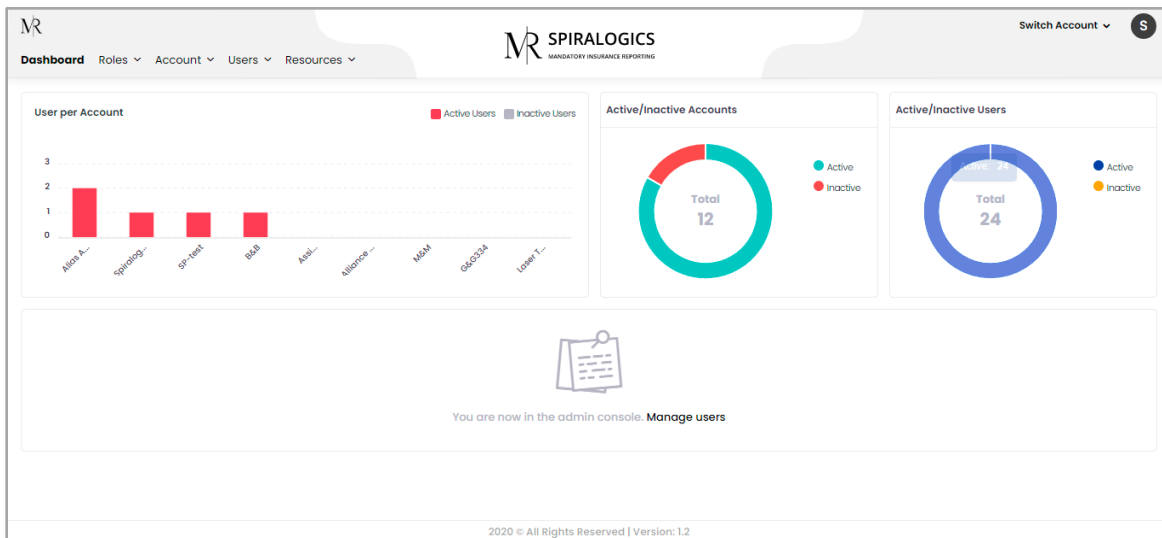 MR
Switch Account
S
MR SPIRALOGICS
MANDATORY INSURANCE REPORTING
Dashboard Roles Account Users Resources
User per Account
Active Users Inactive Users
3
2
1
0
Alias A...
Spiralog...
SP-test
B&B
Assi...
Alliance ...
M&M
G&G334
Laser T...
Active/Inactive Accounts
Total
12
Active
Inactive
Active/Inactive Users
Active: 24
Total
24
Active
Inactive
You are now in the admin console. Manage users
2020 © All Rights Reserved | Version: 1.2